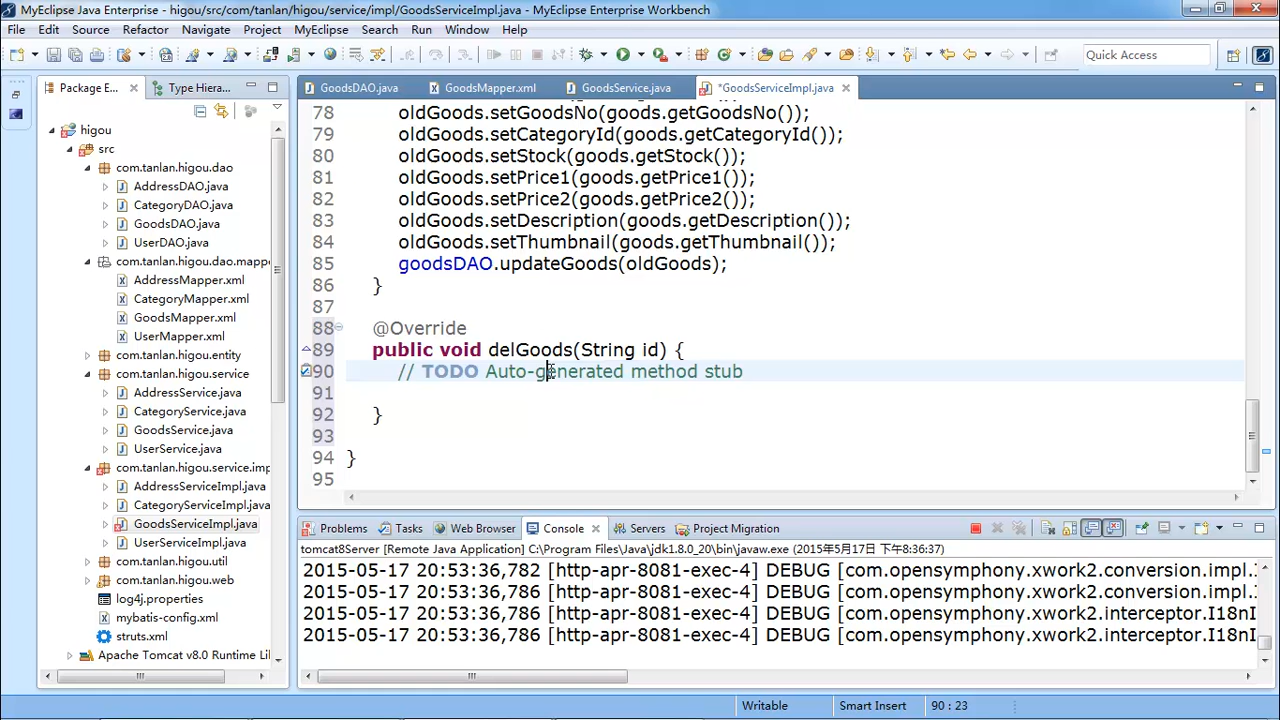 MyEclipse Java Enterprise - higou/src/com/tanlan/higou/service/impl/GoodsServiceImpl.java - MyEclipse Enterprise Workbench
File Edit Source Refactor Navigate Project MyEclipse Search Run Window Help
Quick Access
Package E... Type Hiera...
higou
src
com.tanlan.higou.dao
AddressDAO.java
CategoryDAO.java
GoodsDAO.java
UserDAO.java
com.tanlan.higou.dao.mappe
AddressMapper.xml
CategoryMapper.xml
GoodsMapper.xml
UserMapper.xml
com.tanlan.higou.entity
com.tanlan.higou.service
AddressService.java
CategoryService.java
GoodsService.java
UserService.java
com.tanlan.higou.service.imp
AddressServiceImpl.java
CategoryServiceImpl.java
GoodsServiceImpl.java
UserServiceImpl.java
com.tanlan.higou.util
com.tanlan.higou.web
log4j.properties
mybatis-config.xml
struts.xml
Apache Tomcat v8.0 Runtime Lil
GoodsDAO.java GoodsMapper.xml GoodsService.java *GoodsServiceImpl.java
78 oldGoods.setGoodsNo(goods.getGoodsNo());
79 oldGoods.setCategoryId(goods.getCategoryId());
80 oldGoods.setStock(goods.getStock());
81 oldGoods.setPrice1(goods.getPrice1());
82 oldGoods.setPrice2(goods.getPrice2());
83 oldGoods.setDescription(goods.getDescription());
84 oldGoods.setThumbnail(goods.getThumbnail());
85 goodsDAO.updateGoods(oldGoods);
86 }
87
88 @Override
89 public void delGoods(String id) {
90 // TODO Auto-generated method stub
91
92 }
93
94 }
95
Problems Tasks Web Browser Console Servers Project Migration
tomcat8Server [Remote Java Application] C:\Program Files\Java\jdk1.8.0_20\bin\javaw.exe (2015年5月17日 下午8:36:37)
2015-05-17 20:53:36,782 [http-apr-8081-exec-4] DEBUG [com.opensymphony.xwork2.conversion.impl.
2015-05-17 20:53:36,786 [http-apr-8081-exec-4] DEBUG [com.opensymphony.xwork2.conversion.impl.
2015-05-17 20:53:36,786 [http-apr-8081-exec-4] DEBUG [com.opensymphony.xwork2.interceptor.I18nI
2015-05-17 20:53:36,786 [http-apr-8081-exec-4] DEBUG [com.opensymphony.xwork2.interceptor.I18nI
Writable Smart Insert 90 : 23